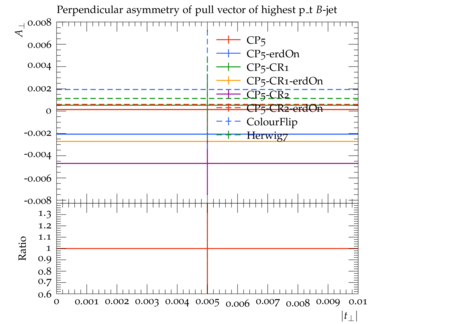 Perpendicular asymmetry of pull vector of highest p_t B-jet
A⊥
0.008
0.006
0.004
0.002
0
-0.002
-0.004
-0.006
-0.008
CP5
CP5-erdOn
CP5-CR1
CP5-CR1-erdOn
CP5-CR2
CP5-CR2-erdOn
ColourFlip
Herwig7
Ratio
1.3
1.2
1.1
1
0.9
0.8
0.7
0.6
0 0.001 0.002 0.003 0.004 0.005 0.006 0.007 0.008 0.009 0.01
|t⊥|